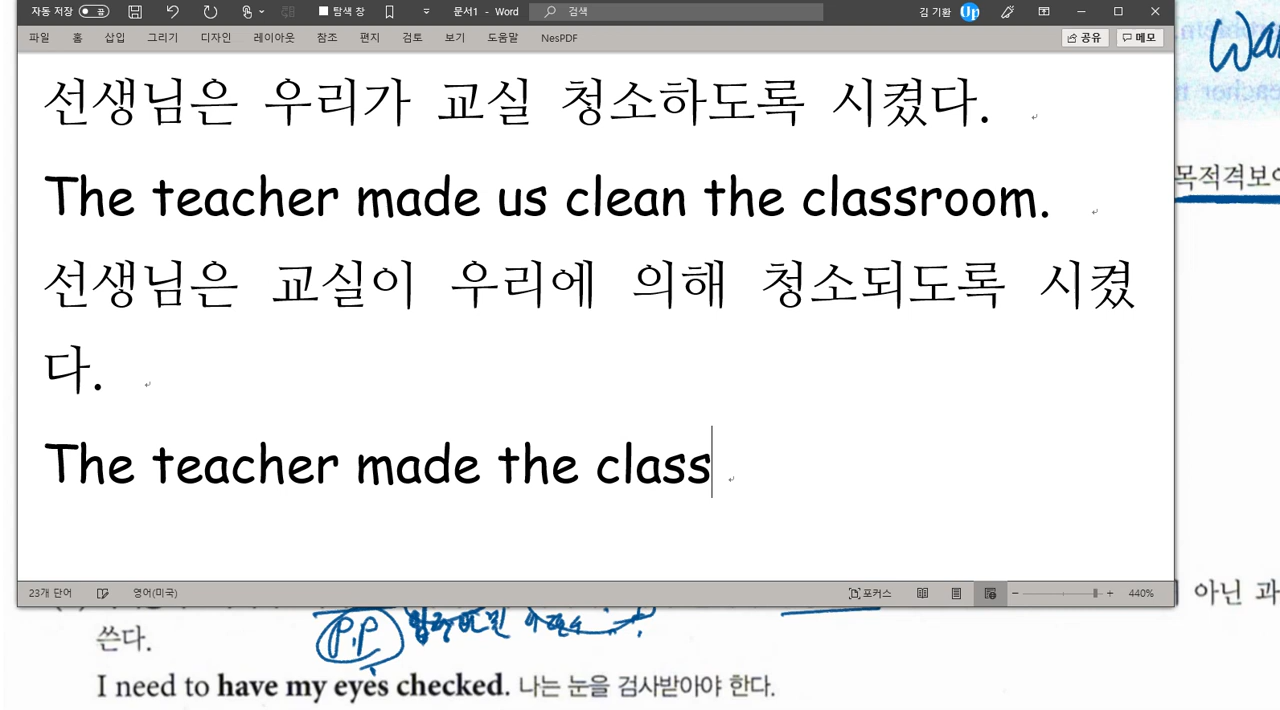 자동 저장 탐색 창 문서1 - Word 검색 김 기환 Up
파일 홈 삽입 그리기 디자인 레이아웃 참조 편지 검토 보기 도움말 NesPDF 공유 메모
선생님은 우리가 교실 청소하도록 시켰다.
The teacher made us clean the classroom.
목적격보어
선생님은 교실이 우리에 의해 청소되도록 시켰
다.
The teacher made the class
23개 단어 영어(미국) 포커스 440%
아닌 과
P.P
쓴다.
I need to have my eyes checked. 나는 눈을 검사받아야 한다.